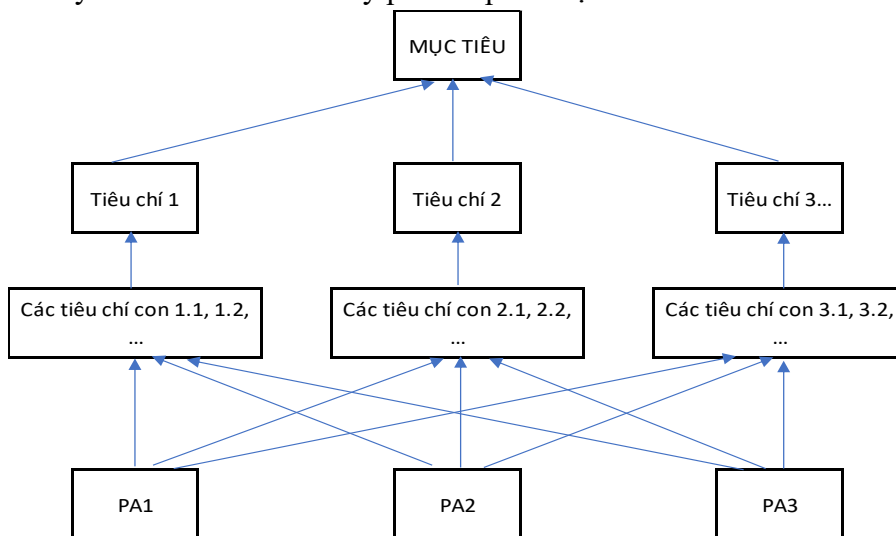 MỤC TIÊU
Tiêu chí 1
Tiêu chí 2
Tiêu chí 3...
Các tiêu chí con 1.1, 1.2,
...
Các tiêu chí con 2.1, 2.2,
...
Các tiêu chí con 3.1, 3.2,
...
PA1
PA2
PA3